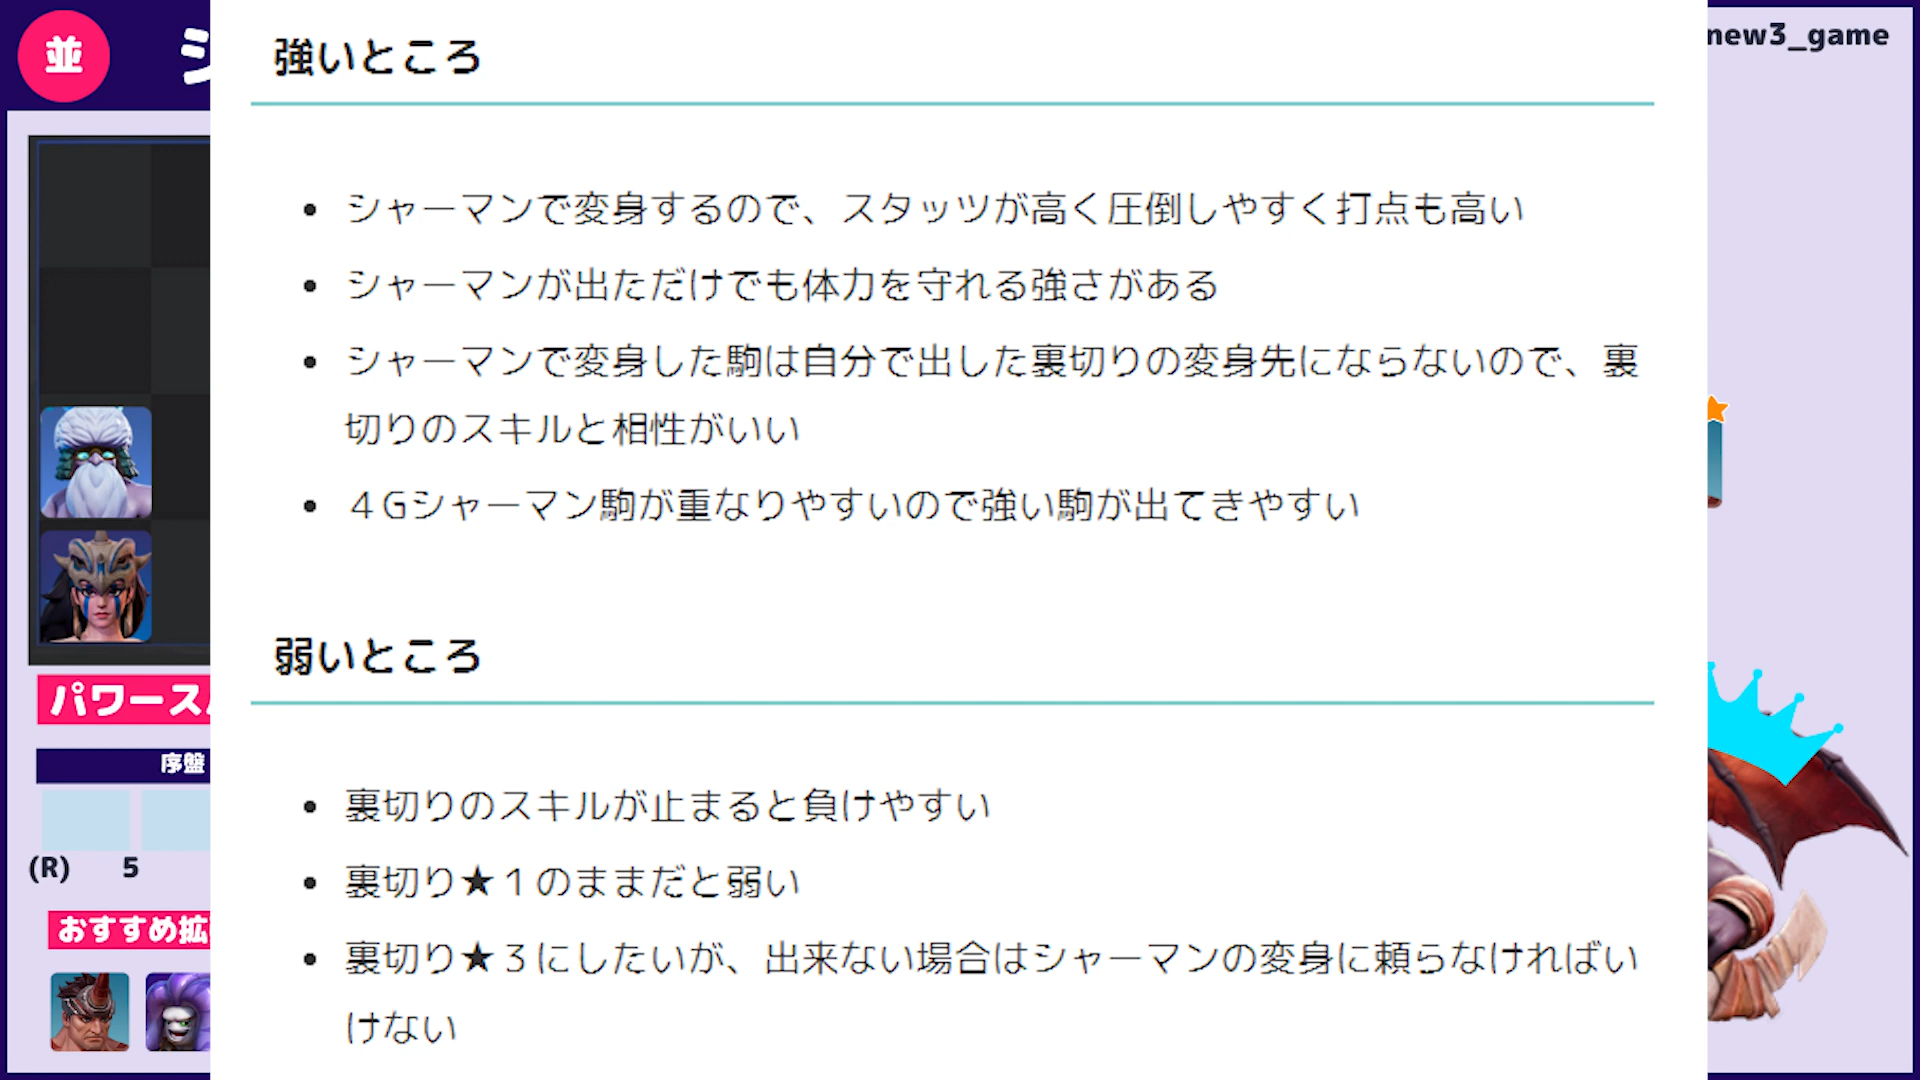 並
シ
new3_game
強いところ
シャーマンで変身するので、スタッツが高く圧倒しやすく打点も高い
シャーマンが出ただけでも体力を守れる強さがある
シャーマンで変身した駒は自分で出した裏切りの変身先にならないので、裏
切りのスキルと相性がいい
４Gシャーマン駒が重なりやすいので強い駒が出てきやすい
弱いところ
裏切りのスキルが止まると負けやすい
裏切り★１のままだと弱い
裏切り★３にしたいが、出来ない場合はシャーマンの変身に頼らなければい
けない
パワース
序盤
(R) 5
おすすめ拡